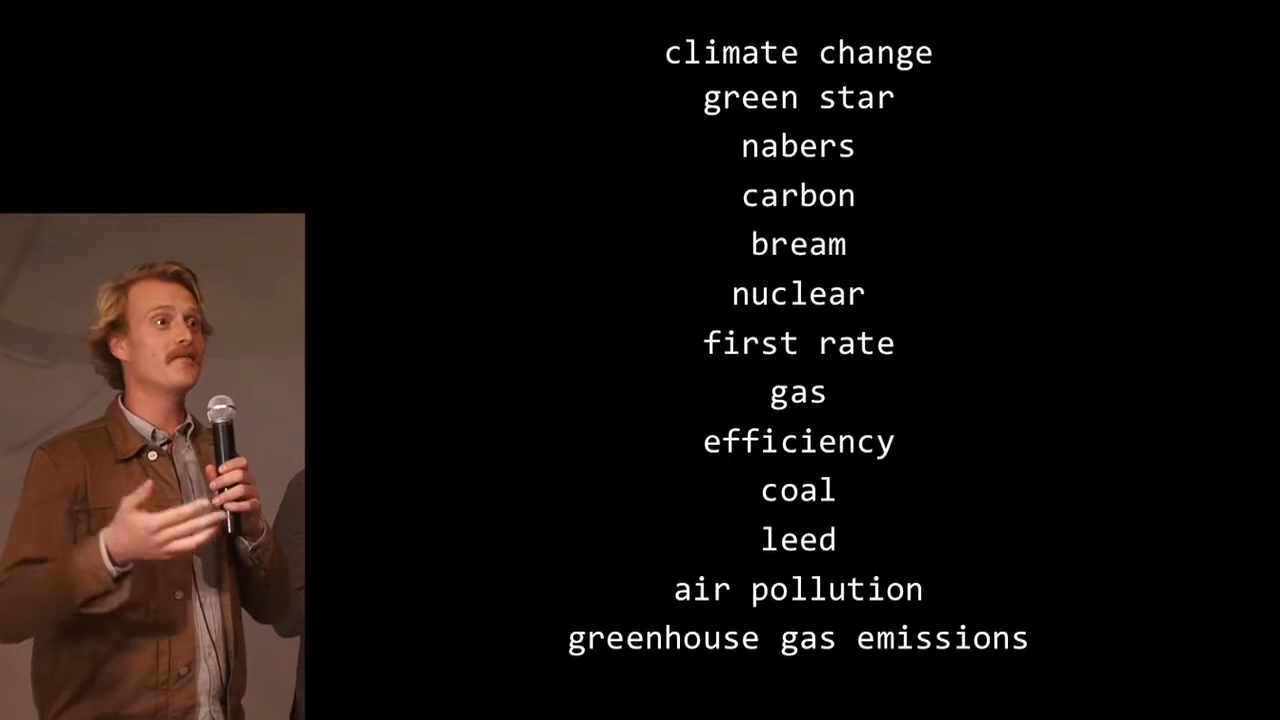 climate change
green star
nabers
carbon
bream
nuclear
first rate
gas
efficiency
coal
leed
air pollution
greenhouse gas emissions